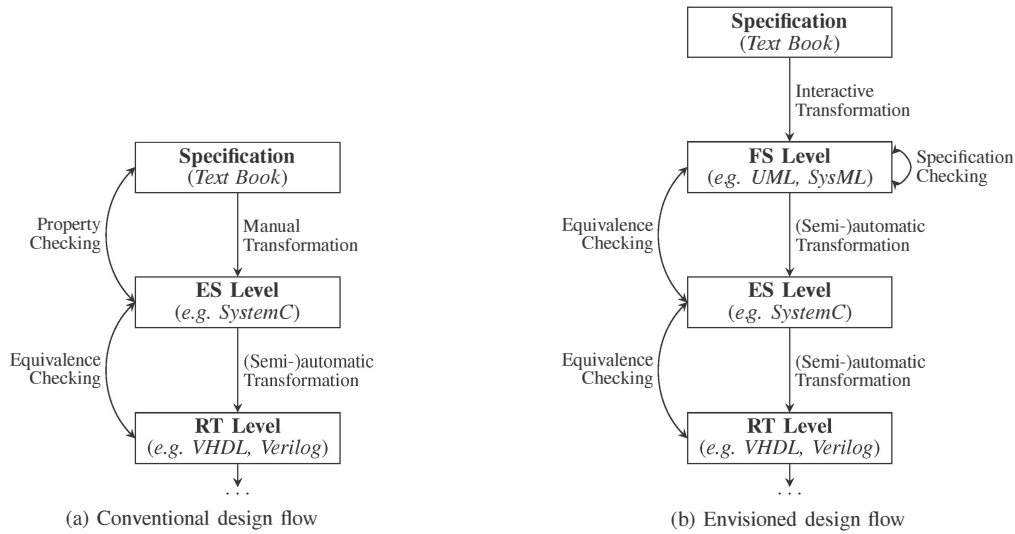 Specification
(Text Book)
Manual
Transformation
Property
Checking
ES Level
(e.g. SystemC)
Equivalence
Checking
(Semi-)automatic
Transformation
RT Level
(e.g. VHDL, Verilog)
. . .
(a) Conventional design flow
Specification
(Text Book)
Interactive
Transformation
FS Level
(e.g. UML, SysML)
Specification
Checking
Equivalence
Checking
(Semi-)automatic
Transformation
ES Level
(e.g. SystemC)
Equivalence
Checking
(Semi-)automatic
Transformation
RT Level
(e.g. VHDL, Verilog)
. . .
(b) Envisioned design flow